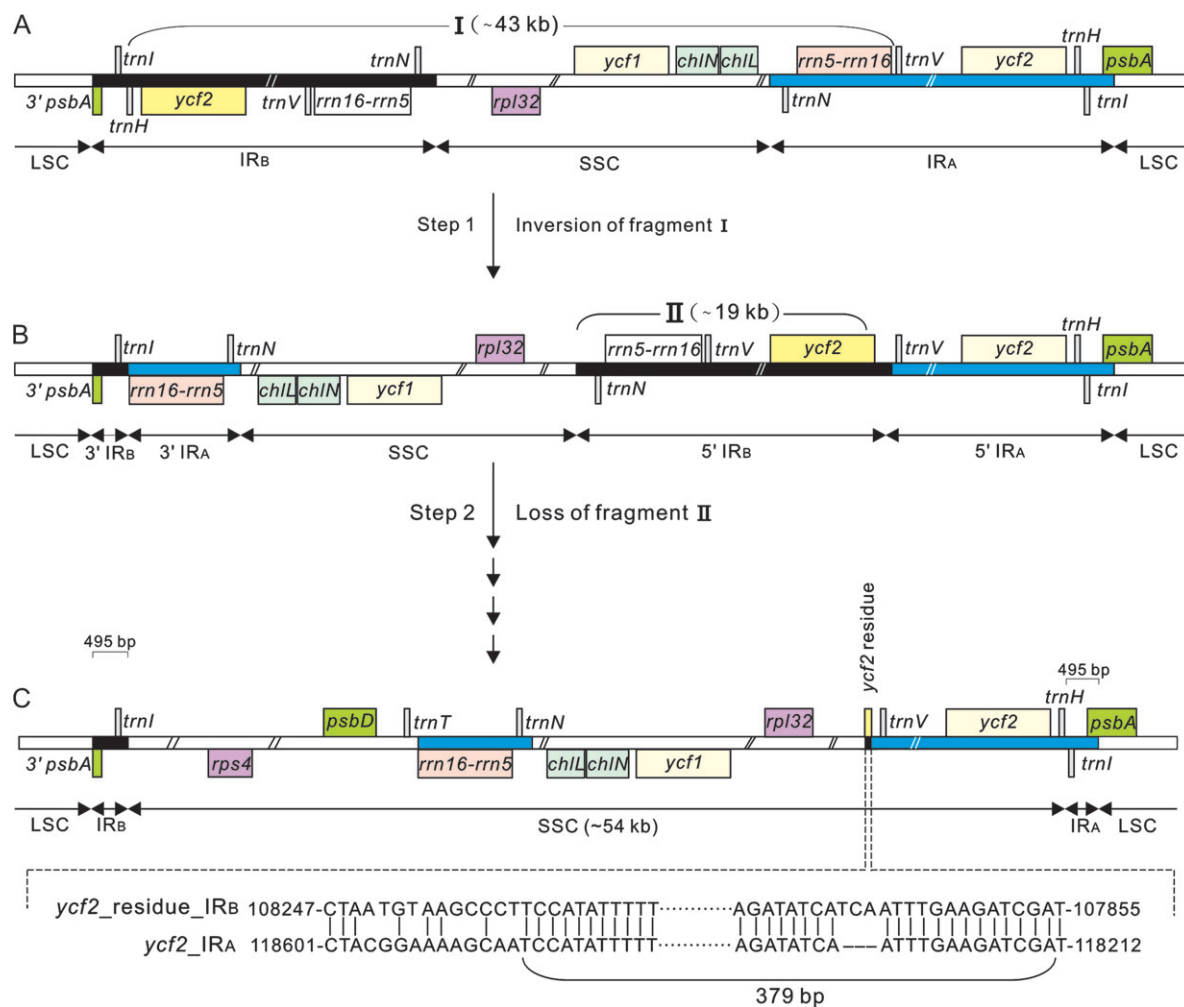 A
I (~43 kb)
trnI
trnN
ycf1
chlN
chlL
rrn5-rrn16
trnV
ycf2
trnH
psbA
3' psbA
trnH
ycf2
trnV
rrn16-rrn5
rpl32
trnN
trnI
LSC
IRB
SSC
IRA
LSC
Step 1
Inversion of fragment I
B
II (~19 kb)
trnI
trnN
rpl32
rrn5-rrn16
trnV
ycf2
trnV
ycf2
trnH
psbA
3' psbA
rrn16-rrn5
chlL
chlN
ycf1
trnN
trnI
LSC
3' IRB
3' IRA
SSC
5' IRB
5' IRA
LSC
Step 2
Loss of fragment II
495 bp
ycf2 residue
495 bp
C
trnI
psbD
trnT
trnN
rpl32
trnV
ycf2
trnH
psbA
3' psbA
rps4
rrn16-rrn5
chlL
chlN
ycf1
trnI
LSC
IRB
SSC (~54 kb)
IRA
LSC
ycf2_residue_IRB 108247-CTAATGTAAGCCCTTCCATATTTTT··········AGATATCATCAATTTGAAGATCGAT-107855
ycf2_IRA 118601-CTACGGAAAAGCAATCCATATTTTT··········AGATATCA———ATTTGAAGATCGAT-118212
379 bp